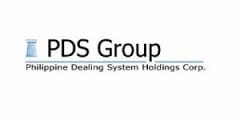 PDS Group
Philippine Dealing System Holdings Corp.